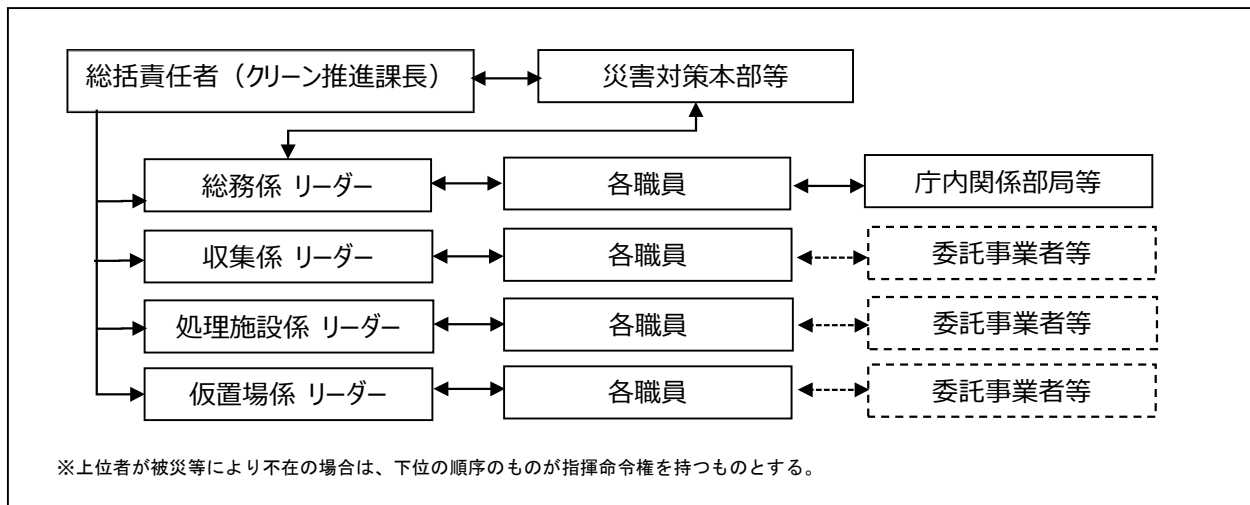 総括責任者（クリーン推進課長）
災害対策本部等
総務係 リーダー
各職員
庁内関係部局等
収集係 リーダー
各職員
委託事業者等
処理施設係 リーダー
各職員
委託事業者等
仮置場係 リーダー
各職員
委託事業者等
※上位者が被災等により不在の場合は、下位の順序のものが指揮命令権を持つものとする。